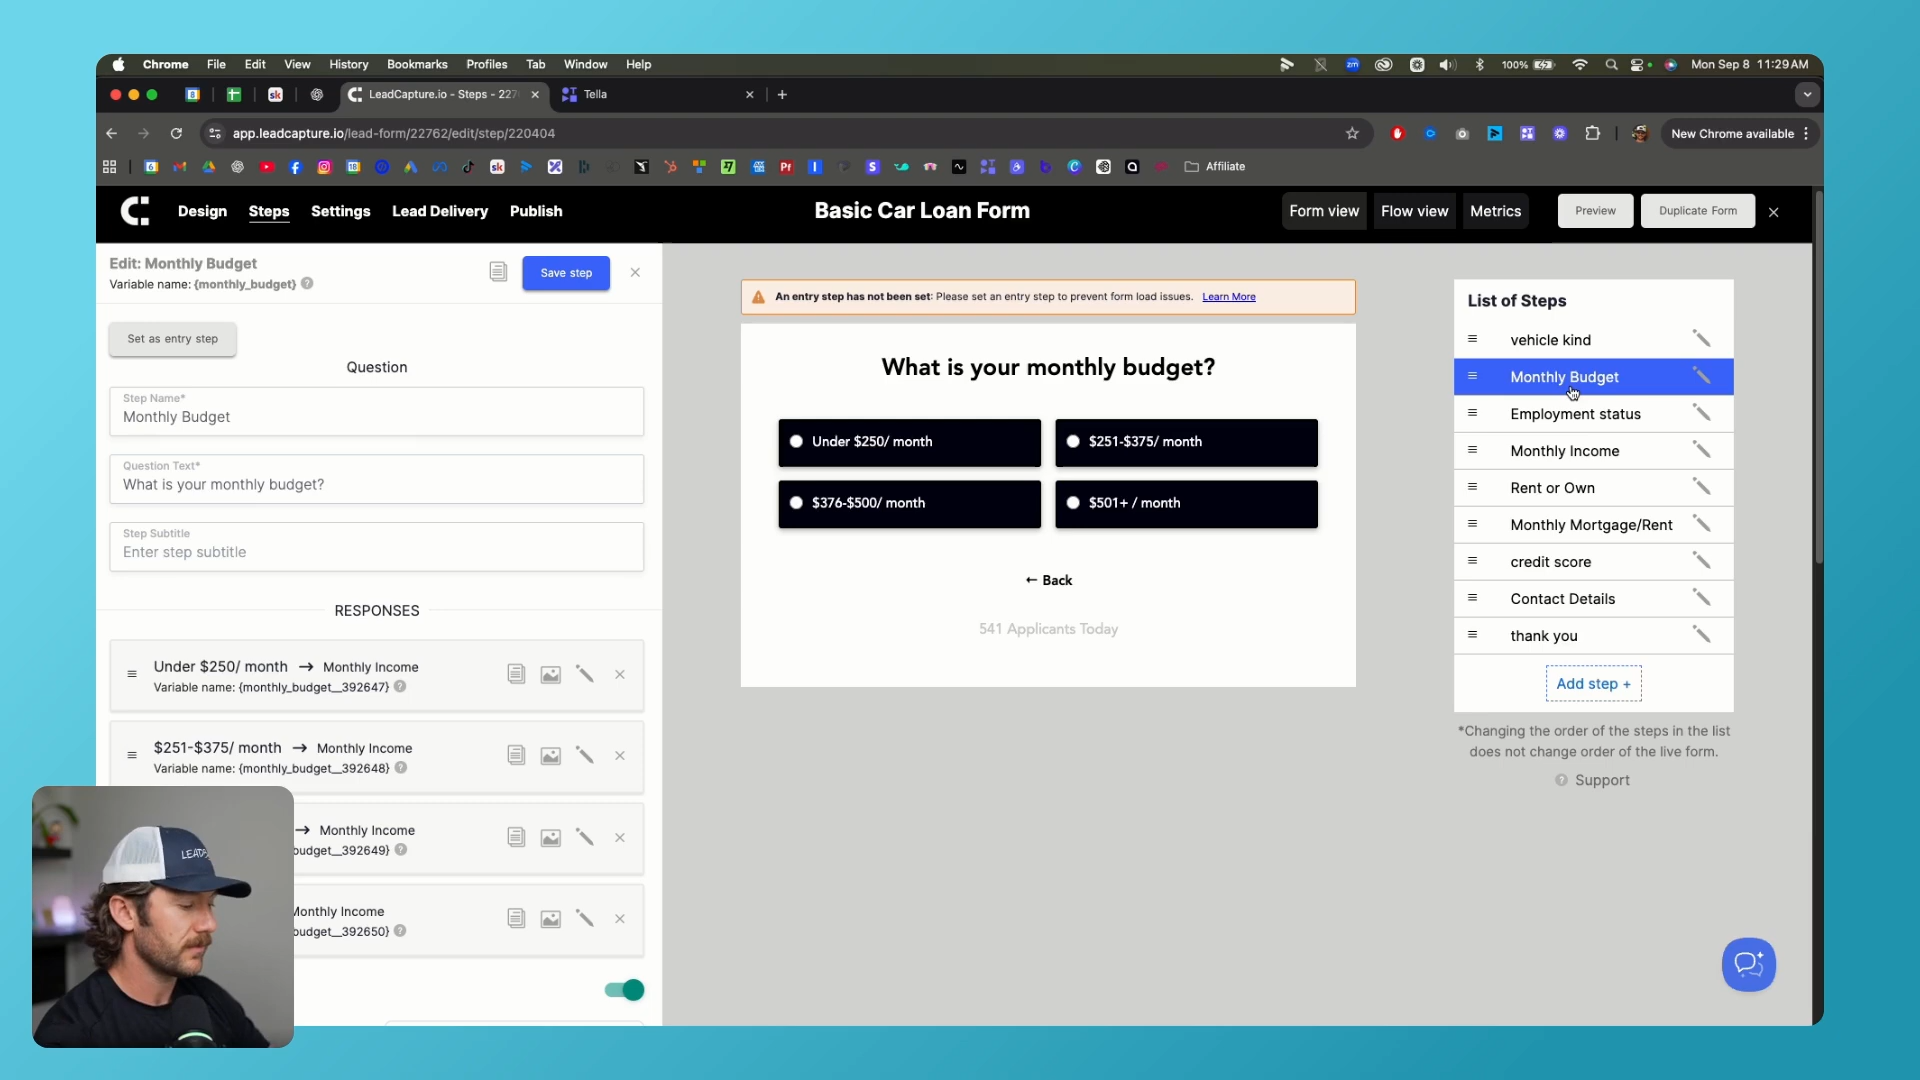 Chrome File Edit View History Bookmarks Profiles Tab Window Help
zm 100% Mon Sep 8 11:29 AM
LeadCapture.io - Steps - 227
Tella
app.leadcapture.io/lead-form/22762/edit/step/220404
New Chrome available
Affiliate
Design Steps Settings Lead Delivery Publish
Basic Car Loan Form
Form view Flow view Metrics Preview Duplicate Form
Edit: Monthly Budget
Variable name: {monthly_budget}
Save step
Set as entry step
Question
Step Name*
Monthly Budget
Question Text*
What is your monthly budget?
Step Subtitle
Enter step subtitle
RESPONSES
Under $250/ month → Monthly Income
Variable name: {monthly_budget__392647}
$251-$375/ month → Monthly Income
Variable name: {monthly_budget__392648}
→ Monthly Income
budget__392649}
Monthly Income
budget__392650}
An entry step has not been set: Please set an entry step to prevent form load issues. Learn More
What is your monthly budget?
Under $250/ month
$251-$375/ month
$376-$500/ month
$501+ / month
← Back
541 Applicants Today
List of Steps
vehicle kind
Monthly Budget
Employment status
Monthly Income
Rent or Own
Monthly Mortgage/Rent
credit score
Contact Details
thank you
Add step +
*Changing the order of the steps in the list
does not change order of the live form.
Support